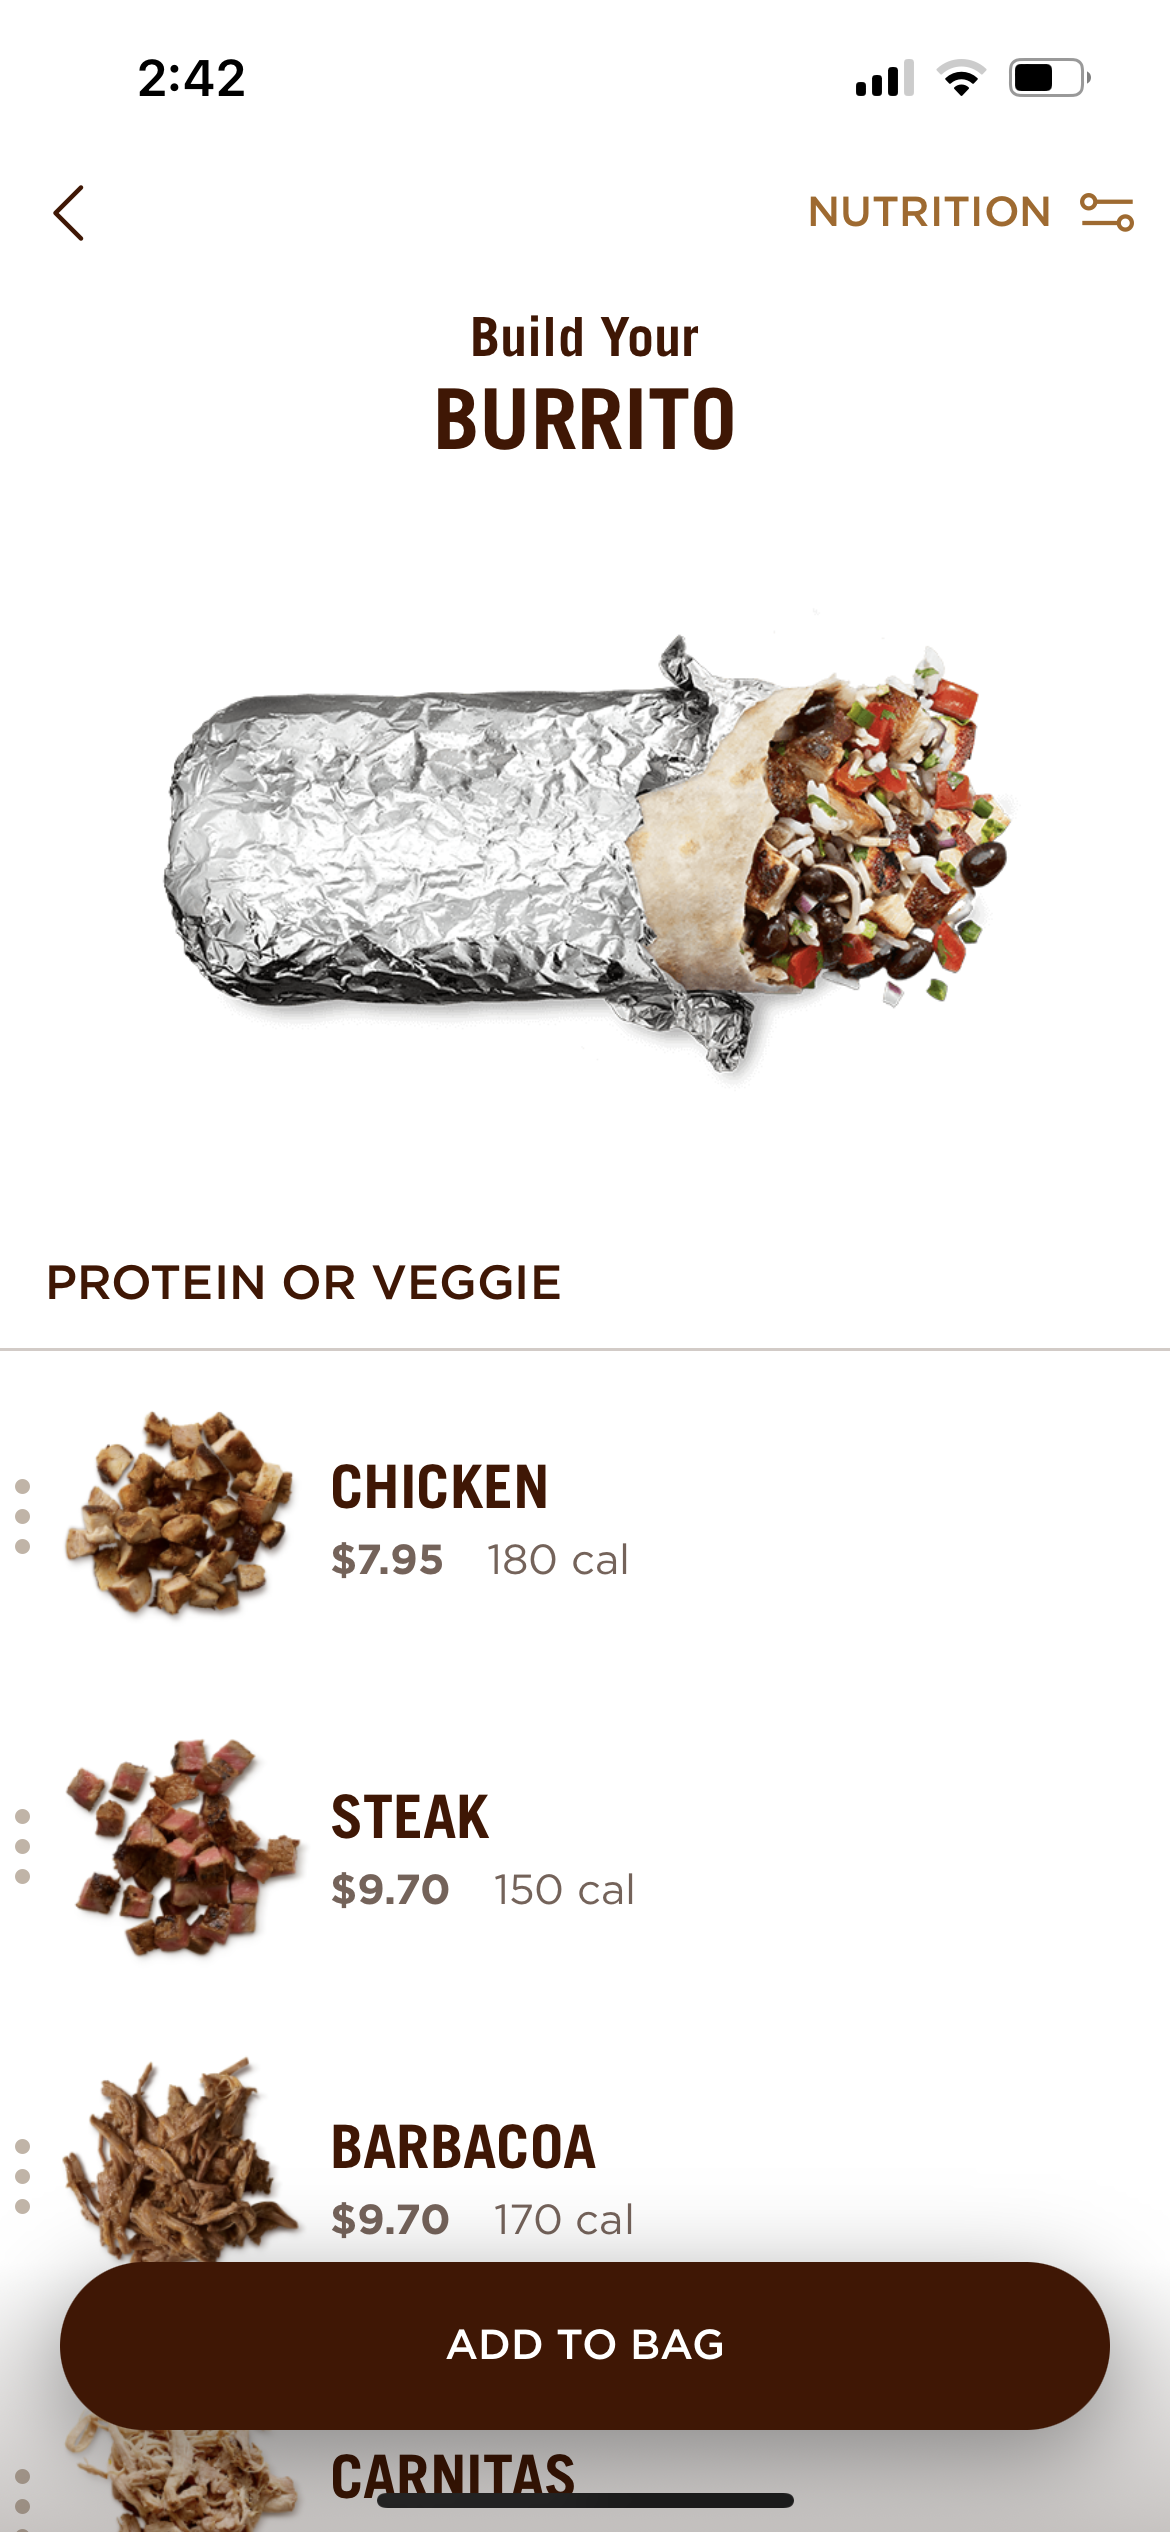 2:42
NUTRITION
Build Your
BURRITO
PROTEIN OR VEGGIE
CHICKEN
$7.95 180 cal
STEAK
$9.70 150 cal
BARBACOA
$9.70 170 cal
ADD TO BAG
CARNITAS